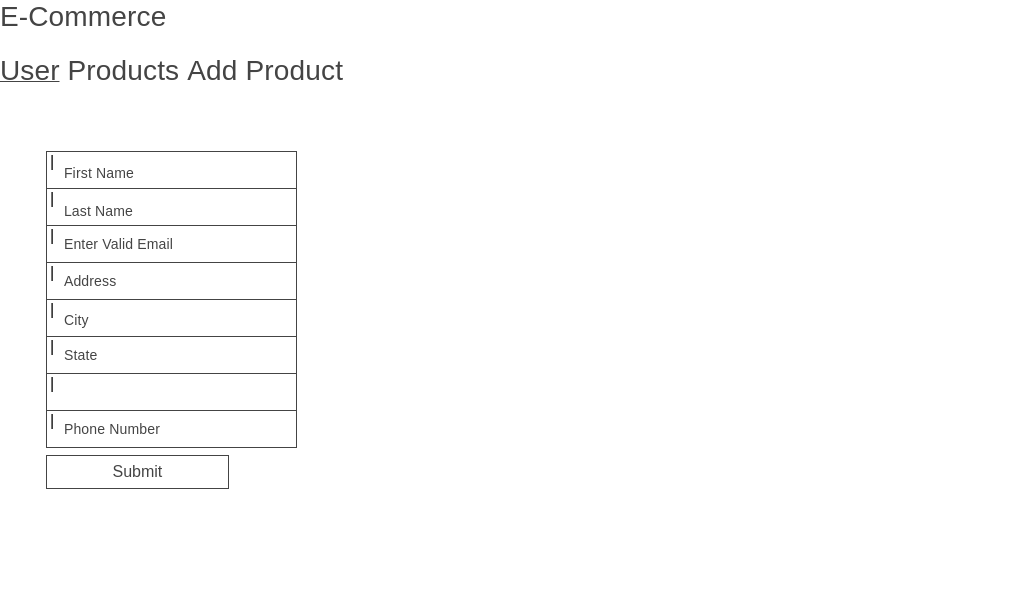 E-Commerce
User Products Add Product
First Name
Last Name
Enter Valid Email
Address
City
State
Phone Number
Submit